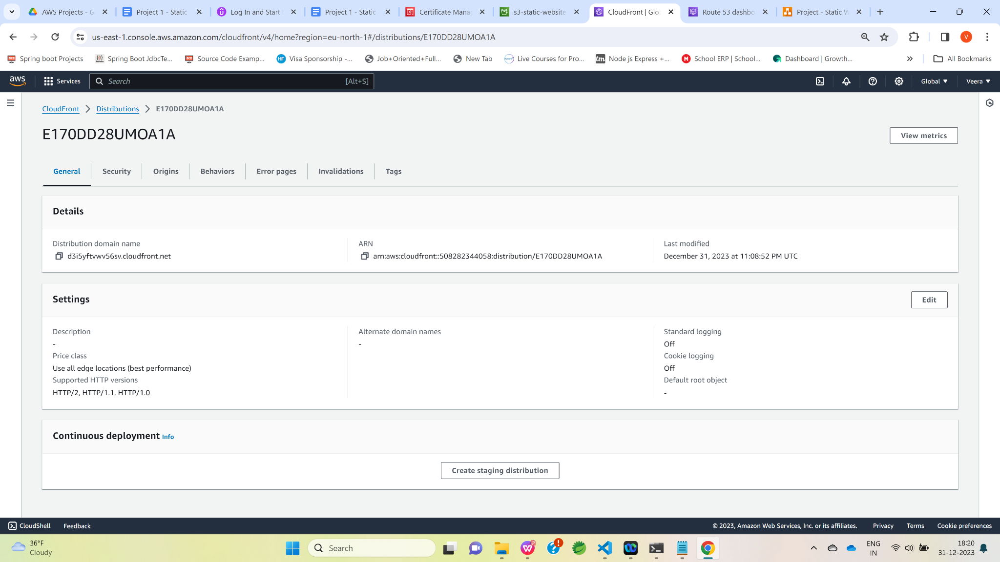 AWS Projects - G
Project 1 - Static
Log In and Start
Project 1 - Static
Certificate Manag
s3-static-website
CloudFront | Glob
Route 53 dashbo
Project - Static W
us-east-1.console.aws.amazon.com/cloudfront/v4/home?region=eu-north-1#/distributions/E170DD28UMOA1A
V
Spring boot Projects
Spring Boot JdbcTe...
Source Code Examp...
Visa Sponsorship -...
Job+Oriented+Full...
New Tab
Live Courses for Pro...
Node js Express +...
School ERP | School...
Dashboard | Growth...
All Bookmarks
aws
Services
Search
[Alt+S]
Global
Veera
CloudFront
Distributions
E170DD28UMOA1A
E170DD28UMOA1A
View metrics
General
Security
Origins
Behaviors
Error pages
Invalidations
Tags
Details
Distribution domain name
d3i5yftvwv56sv.cloudfront.net
ARN
arn:aws:cloudfront::508282344058:distribution/E170DD28UMOA1A
Last modified
December 31, 2023 at 11:08:52 PM UTC
Settings
Edit
Description
-
Price class
Use all edge locations (best performance)
Supported HTTP versions
HTTP/2, HTTP/1.1, HTTP/1.0
Alternate domain names
-
Standard logging
Off
Cookie logging
Off
Default root object
-
Continuous deployment Info
Create staging distribution
CloudShell
Feedback
© 2023, Amazon Web Services, Inc. or its affiliates.
Privacy
Terms
Cookie preferences
36°F
Cloudy
Search
ENG
IN
18:20
31-12-2023